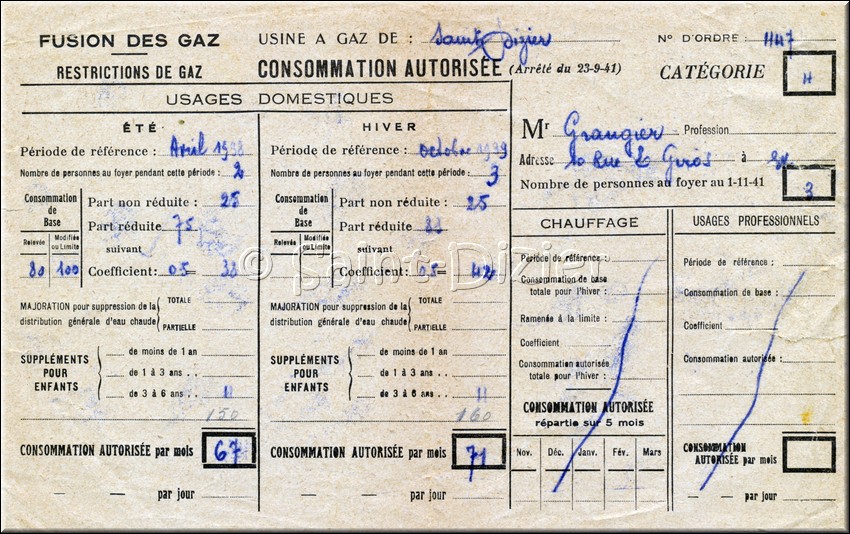 FUSION DES GAZ
RESTRICTIONS DE GAZ
USINE A GAZ DE : Saint Dizier
N° D'ORDRE : 1147
CONSOMMATION AUTORISÉE (Arrêté du 23-9-41)
CATÉGORIE
USAGES DOMESTIQUES
ÉTÉ
Période de référence : Avril 1938
Nombre de personnes au foyer pendant cette période : 2
Consommation de Base
Relevée
Modifiée ou Limite
80 100
Part non réduite : 25
Part réduite 75
suivant
Coefficient : 0.5 = 38
MAJORATION pour suppression de la distribution générale d'eau chaude
TOTALE
PARTIELLE
SUPPLÉMENTS POUR ENFANTS
de moins de 1 an
de 1 à 3 ans
de 3 à 6 ans
150
CONSOMMATION AUTORISÉE par mois 67
par jour
HIVER
Période de référence : Octobre 1939
Nombre de personnes au foyer pendant cette période : 3
Consommation de Base
Relevée
Modifiée ou Limite
Part non réduite : 25
Part réduite
suivant
Coefficient : 0.5 = 42
MAJORATION pour suppression de la distribution générale d'eau chaude
TOTALE
PARTIELLE
SUPPLÉMENTS POUR ENFANTS
de moins de 1 an
de 1 à 3 ans
de 3 à 6 ans
160
CONSOMMATION AUTORISÉE par mois 71
par jour
Mr Grangier Profession
Adresse 10 Rue à
Nombre de personnes au foyer au 1-11-41 3
CHAUFFAGE
Période de référence :
Consommation de base totale pour l'hiver :
Ramenée à la limite :
Coefficient
Consommation autorisée totale pour l'hiver :
CONSOMMATION AUTORISÉE
répartie sur 5 mois
Nov. Déc. Janv. Fév. Mars
USAGES PROFESSIONNELS
Période de référence :
Consommation de base :
Coefficient
Consommation autorisée :
CONSOMMATION AUTORISÉE par mois
par jour
© Saint-Dizier